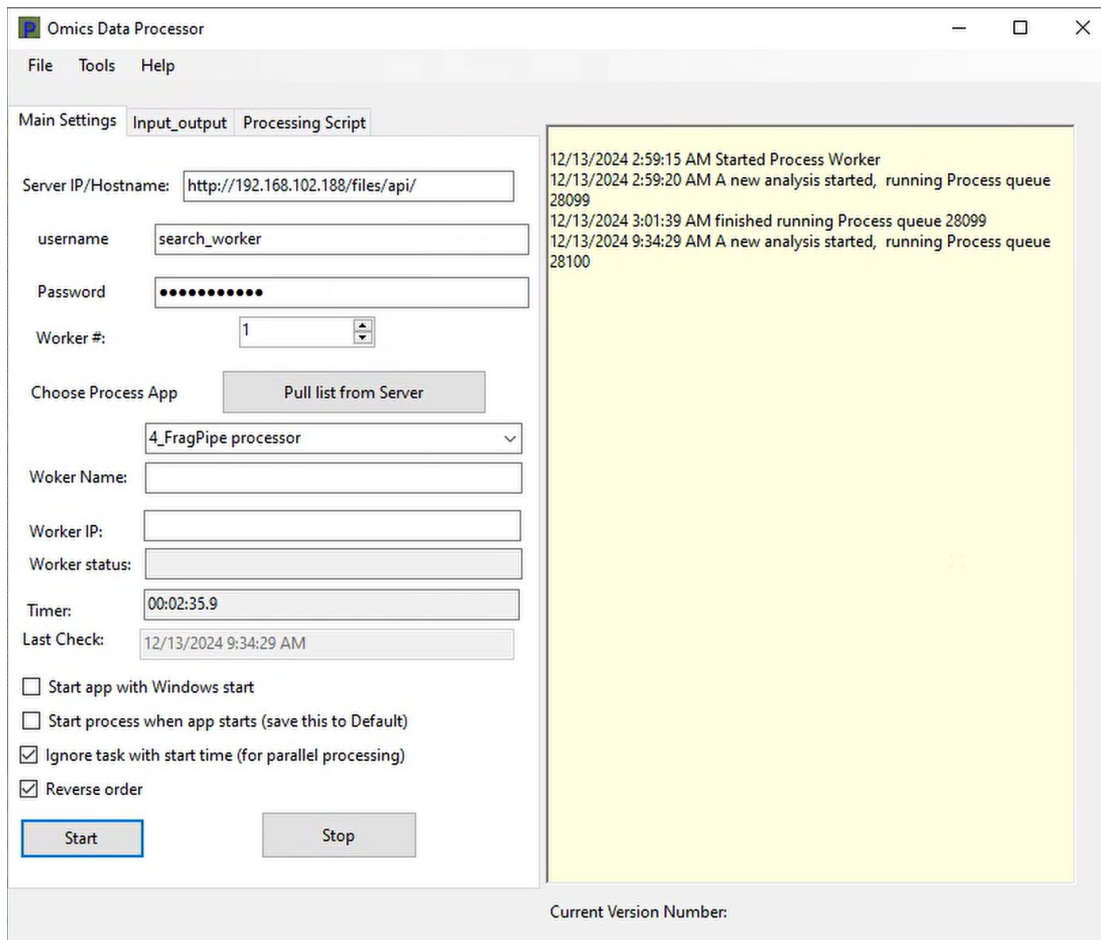 Omics Data Processor
File Tools Help
Main Settings Input_output Processing Script
Server IP/Hostname: http://192.168.102.188/files/api/
username search_worker
Password ●●●●●●●●●●●
Worker #: 1
Choose Process App Pull list from Server
4_FragPipe processor
Woker Name:
Worker IP:
Worker status:
Timer: 00:02:35.9
Last Check: 12/13/2024 9:34:29 AM
Start app with Windows start
Start process when app starts (save this to Default)
Ignore task with start time (for parallel processing)
Reverse order
Start Stop
12/13/2024 2:59:15 AM Started Process Worker
12/13/2024 2:59:20 AM A new analysis started, running Process queue
28099
12/13/2024 3:01:39 AM finished running Process queue 28099
12/13/2024 9:34:29 AM A new analysis started, running Process queue
28100
Current Version Number: